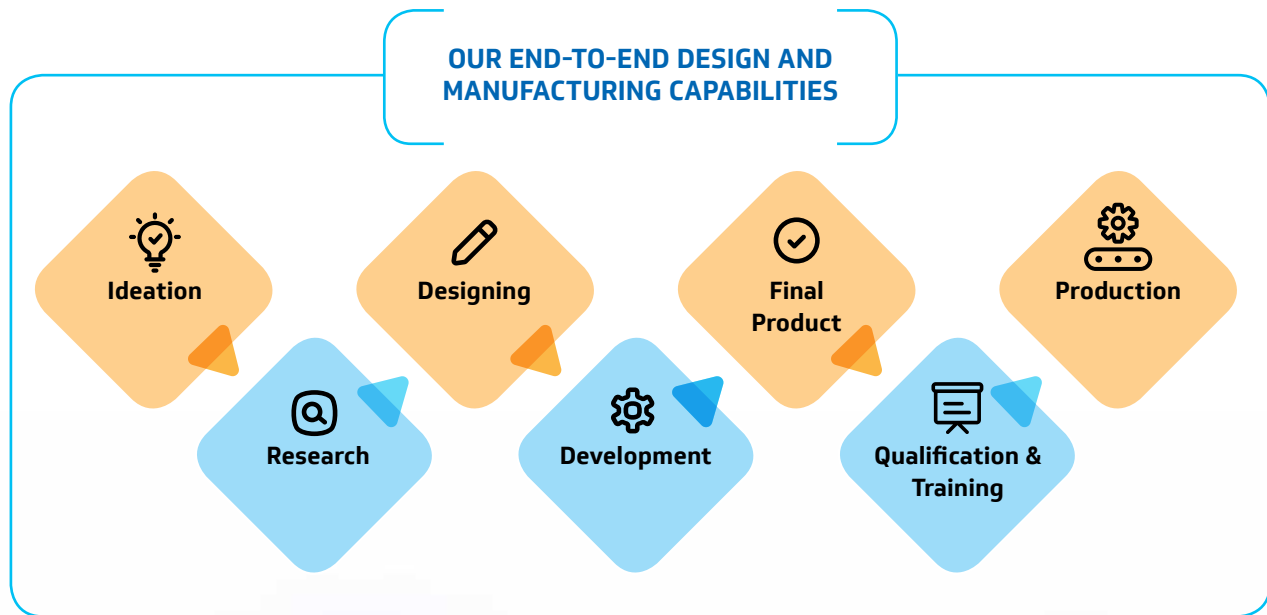 OUR END-TO-END DESIGN AND
MANUFACTURING CAPABILITIES
Ideation
Research
Designing
Development
Final
Product
Qualification &
Training
Production